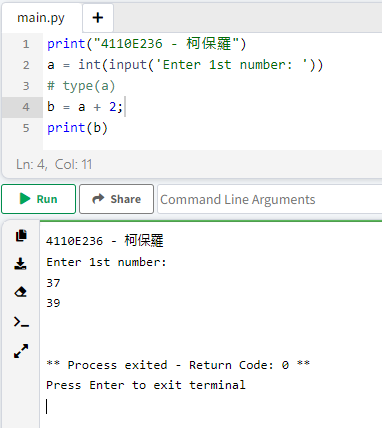 main.py
+
1 print("4110E236 - 柯保羅")
2 a = int(input('Enter 1st number: '))
3 # type(a)
4 b = a + 2;
5 print(b)
Ln: 4, Col: 11
Run Share Command Line Arguments
4110E236 - 柯保羅
Enter 1st number:
37
39
** Process exited - Return Code: 0 **
Press Enter to exit terminal